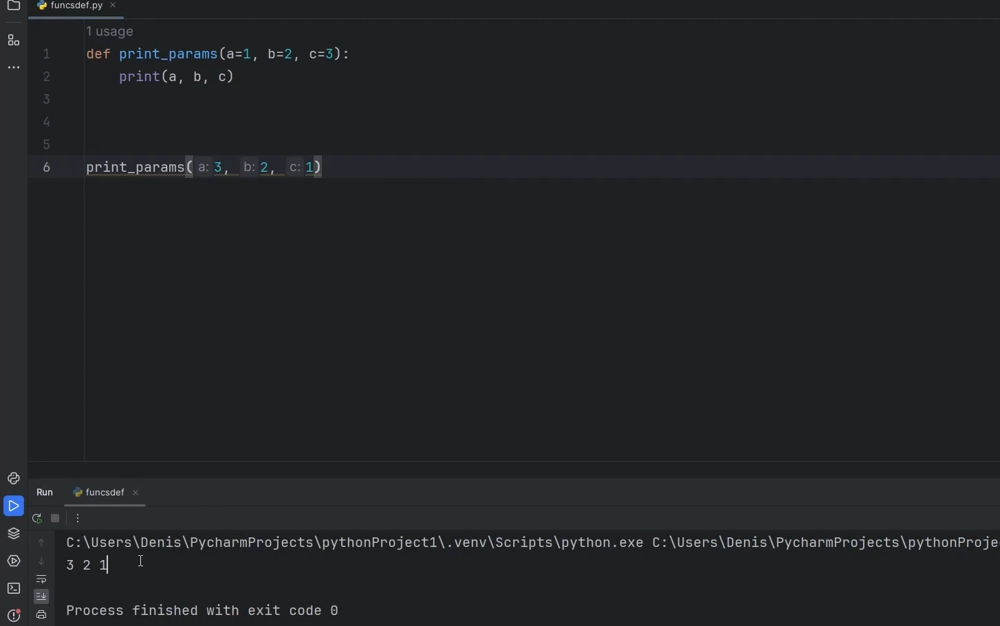 funcsdef.py
1 usage
1 def print_params(a=1, b=2, c=3):
2 print(a, b, c)
3
4
5
6 print_params( a: 3, b: 2, c: 1)
Run funcsdef
C:\Users\Denis\PycharmProjects\pythonProject1\.venv\Scripts\python.exe C:\Users\Denis\PycharmProjects\pythonProje
3 2 1
Process finished with exit code 0